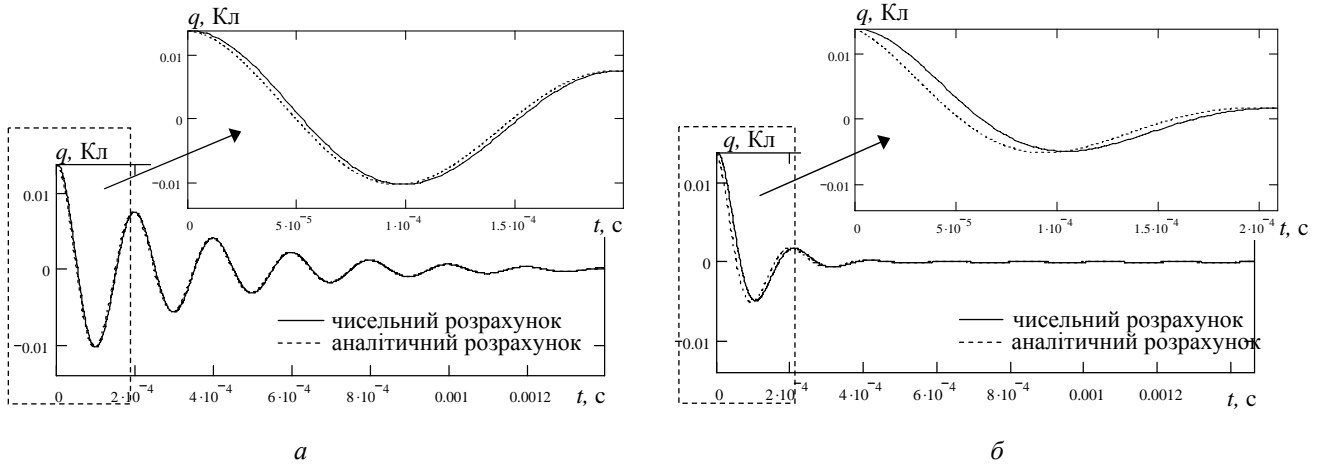 q, Кл
0.01
0
−0.01
0
5·10⁻⁵
1·10⁻⁴
1.5·10⁻⁴
t, с
q, Кл
0.01
0
−0.01
чисельний розрахунок
аналітичний розрахунок
0
2·10⁻⁴
4·10⁻⁴
6·10⁻⁴
8·10⁻⁴
0.001
0.0012
t, с
а
q, Кл
0.01
0
−0.01
0
5·10⁻⁵
1·10⁻⁴
1.5·10⁻⁴
2·10⁻⁴
t, с
q, Кл
0.01
0
−0.01
чисельний розрахунок
аналітичний розрахунок
0
2·10⁻⁴
4·10⁻⁴
6·10⁻⁴
8·10⁻⁴
0.001
0.0012
t, с
б